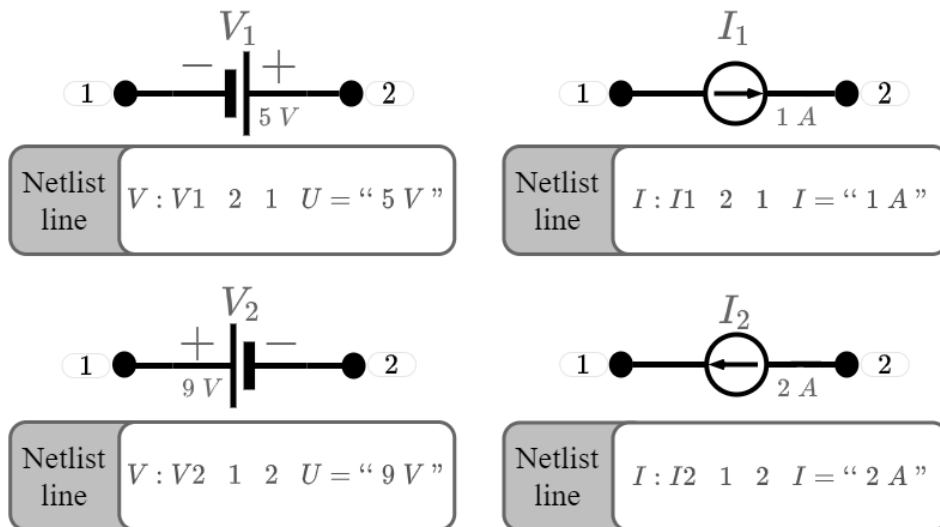 V₁
− +
1 2
5 V
Netlist line
V : V1 2 1 U = “ 5 V ”
I₁
1 2
1 A
Netlist line
I : I1 2 1 I = “ 1 A ”
V₂
+ −
1 2
9 V
Netlist line
V : V2 1 2 U = “ 9 V ”
I₂
1 2
2 A
Netlist line
I : I2 1 2 I = “ 2 A ”